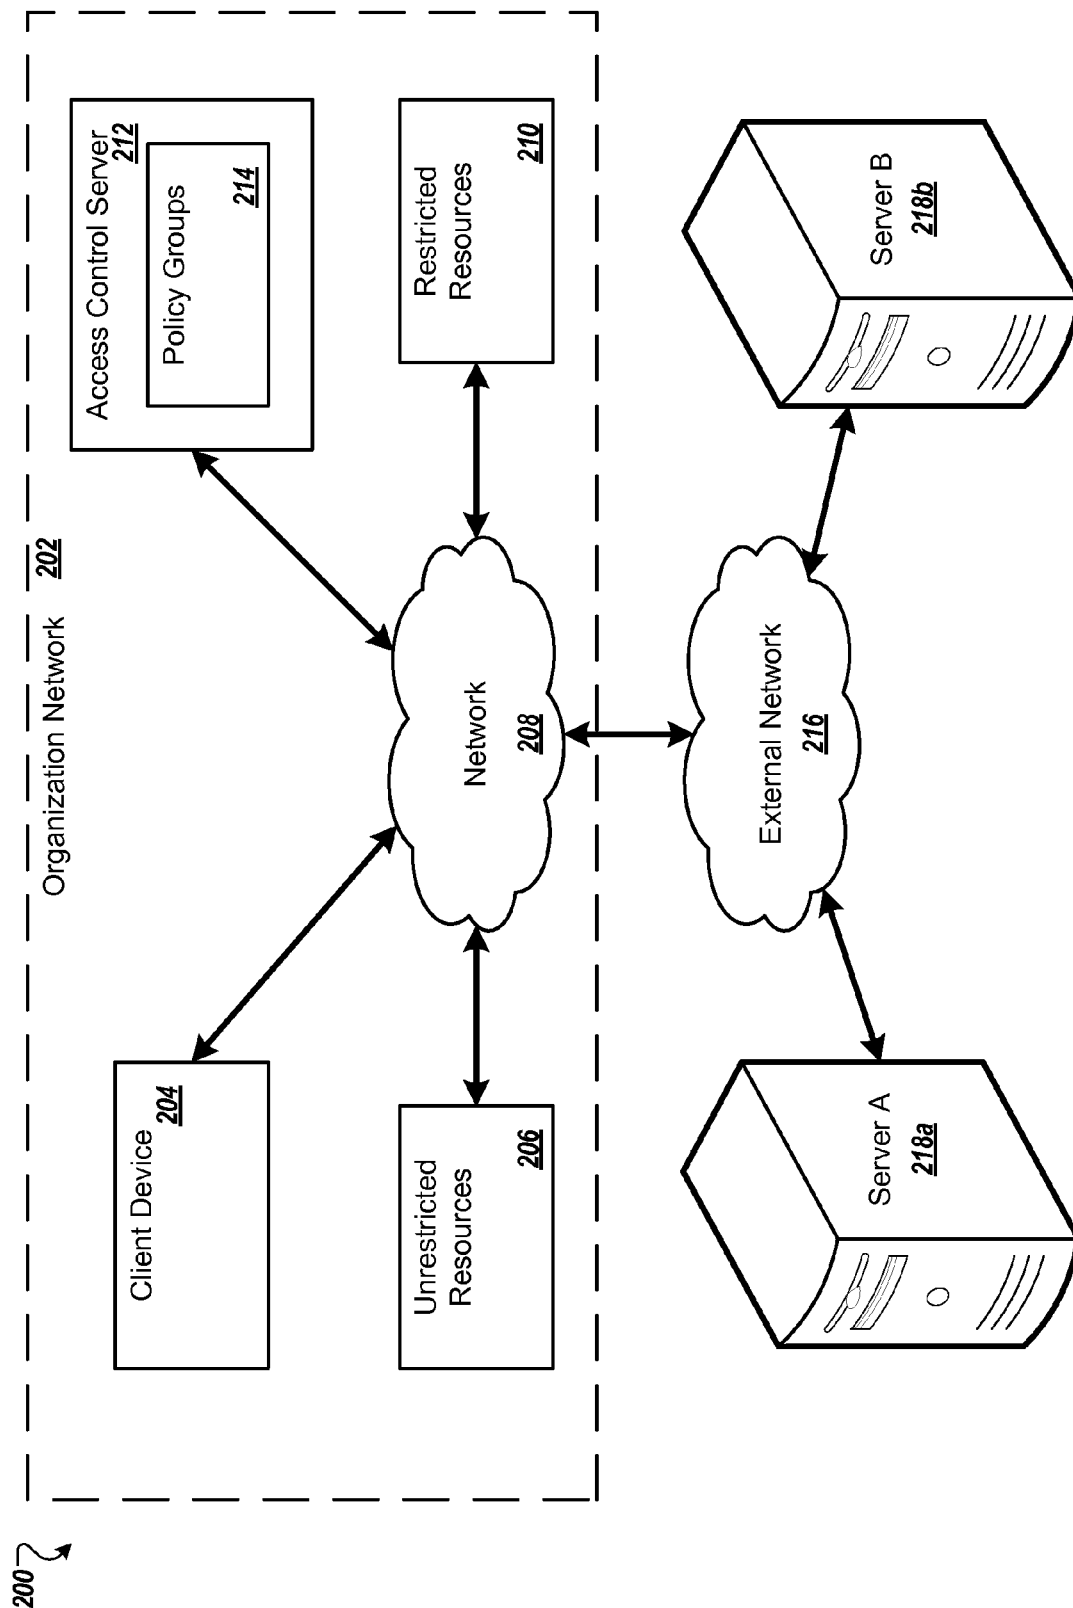 200
Organization Network 202
Client Device
204
Access Control Server
212
Policy Groups
214
Unrestricted
Resources
206
Network
208
Restricted
Resources
210
External Network
216
Server A
218a
Server B
218b